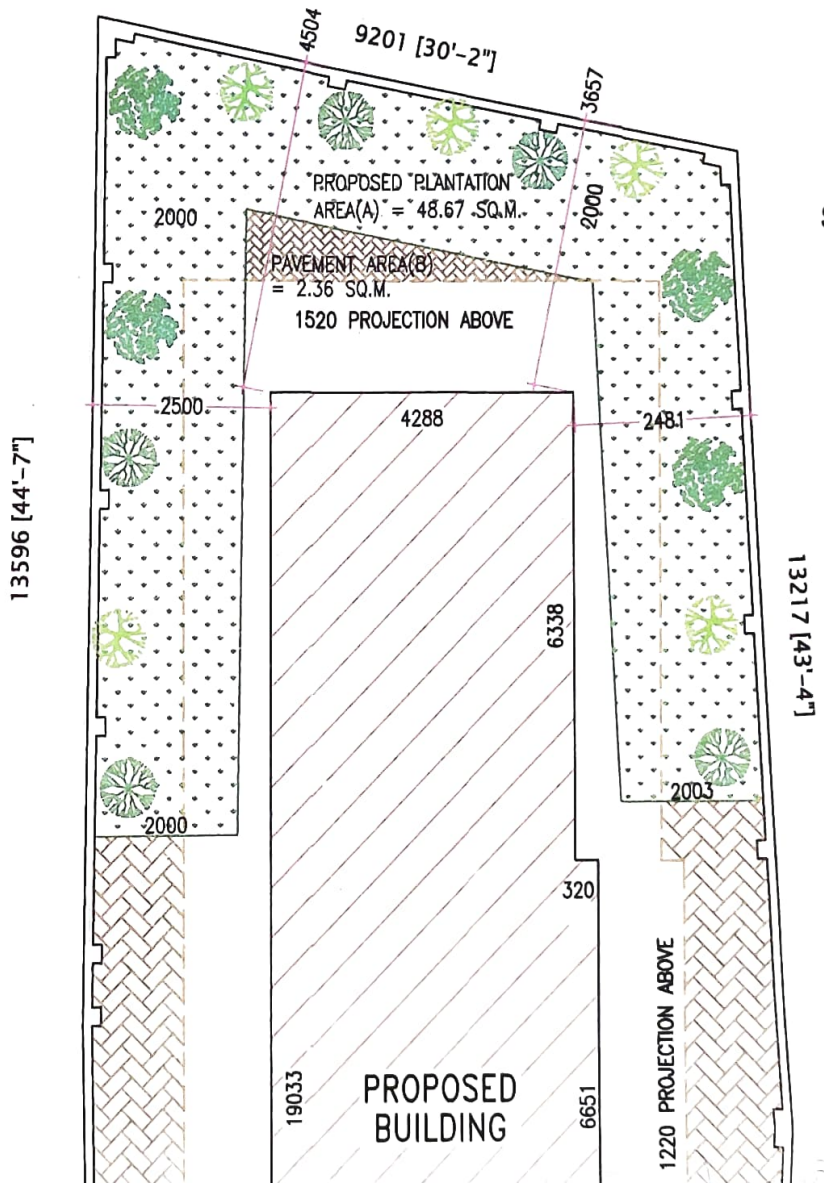 4504
9201 [30'-2"]
3657
PROPOSED PLANTATION
AREA(A) = 48.67 SQ.M.
2000
2000
PAVEMENT AREA(B)
= 2.36 SQ.M.
1520 PROJECTION ABOVE
2500
4288
2481
13596 [44'-7"]
6338
13217 [43'-4"]
2003
2000
320
1220 PROJECTION ABOVE
19033
PROPOSED
BUILDING
6651